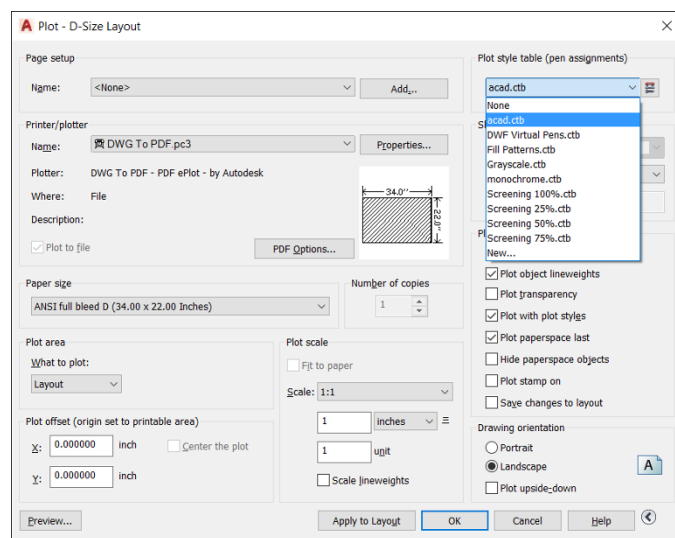 Plot - D-Size Layout
Page setup
Name: <None> Add...
Printer/plotter
Name: DWG To PDF.pc3 Properties...
Plotter: DWG To PDF - PDF ePlot - by Autodesk
Where: File
Description:
Plot to file
PDF Options...
34.0''
22.0''
Paper size
ANSI full bleed D (34.00 x 22.00 Inches)
Number of copies
1
Plot area
What to plot:
Layout
Plot scale
Fit to paper
Scale: 1:1
1 inches =
1 unit
Scale lineweights
Plot offset (origin set to printable area)
X: 0.000000 inch Center the plot
Y: 0.000000 inch
Plot style table (pen assignments)
acad.ctb
None
acad.ctb
DWF Virtual Pens.ctb
Fill Patterns.ctb
Grayscale.ctb
monochrome.ctb
Screening 100%.ctb
Screening 25%.ctb
Screening 50%.ctb
Screening 75%.ctb
New...
Plot object lineweights
Plot transparency
Plot with plot styles
Plot paperspace last
Hide paperspace objects
Plot stamp on
Save changes to layout
Drawing orientation
Portrait
Landscape
Plot upside-down
A
Preview... Apply to Layout OK Cancel Help